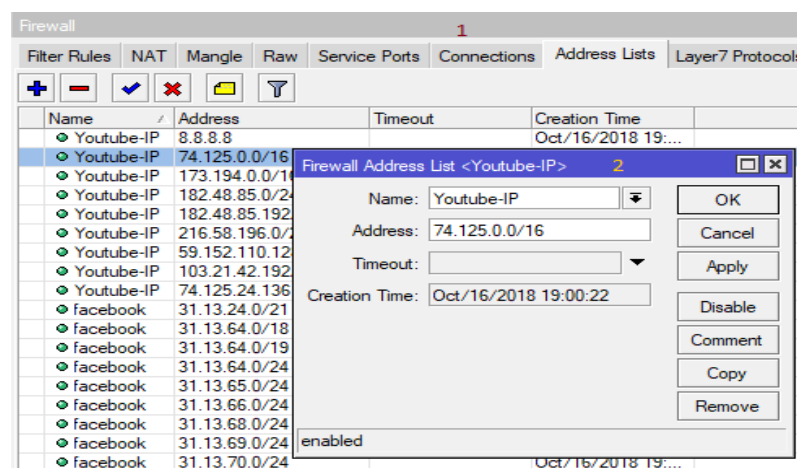 Firewall
1
Filter Rules NAT Mangle Raw Service Ports Connections Address Lists Layer7 Protocols
Name Address Timeout Creation Time
Youtube-IP 8.8.8.8 Oct/16/2018 19:...
Youtube-IP 74.125.0.0/16
Youtube-IP 173.194.0.0/1
Youtube-IP 182.48.85.0/2
Youtube-IP 182.48.85.192
Youtube-IP 216.58.196.0/
Youtube-IP 59.152.110.12
Youtube-IP 103.21.42.192
Youtube-IP 74.125.24.136
facebook 31.13.24.0/21
facebook 31.13.64.0/18
facebook 31.13.64.0/19
facebook 31.13.64.0/24
facebook 31.13.65.0/24
facebook 31.13.66.0/24
facebook 31.13.68.0/24
facebook 31.13.69.0/24
facebook 31.13.70.0/24 Oct/16/2018 19:...
Firewall Address List <Youtube-IP> 2
Name: Youtube-IP
Address: 74.125.0.0/16
Timeout:
Creation Time: Oct/16/2018 19:00:22
OK
Cancel
Apply
Disable
Comment
Copy
Remove
enabled